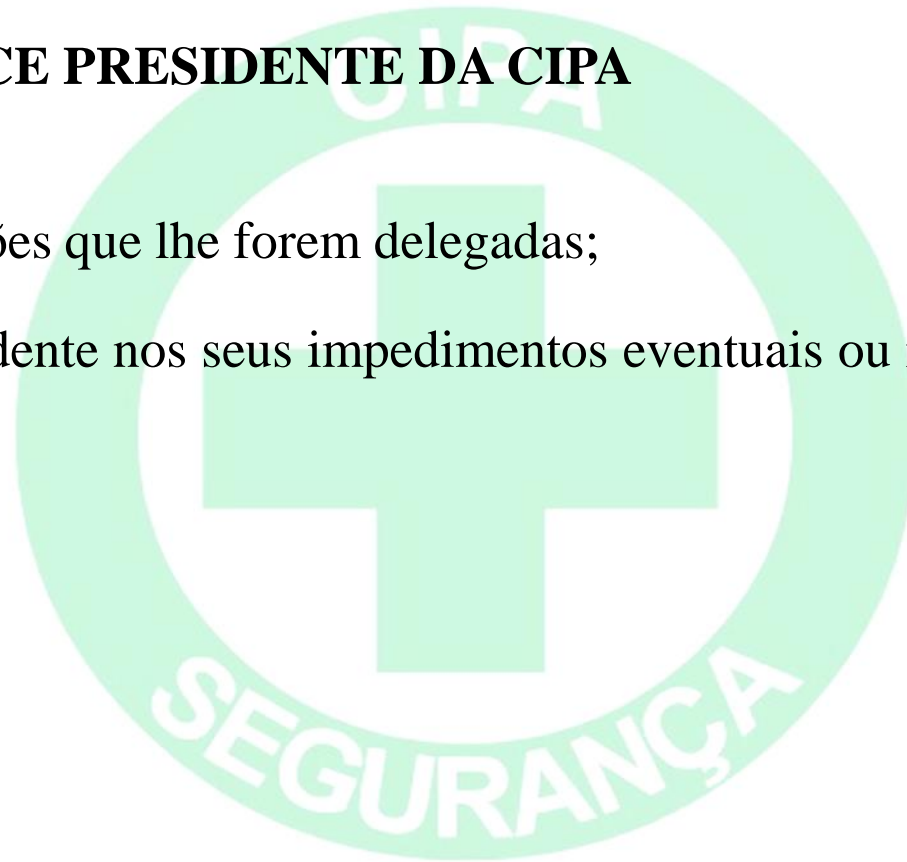 CE PRESIDENTE DA CIPA
CIPA
ões que lhe forem delegadas;
dente nos seus impedimentos eventuais ou
SEGURANÇA